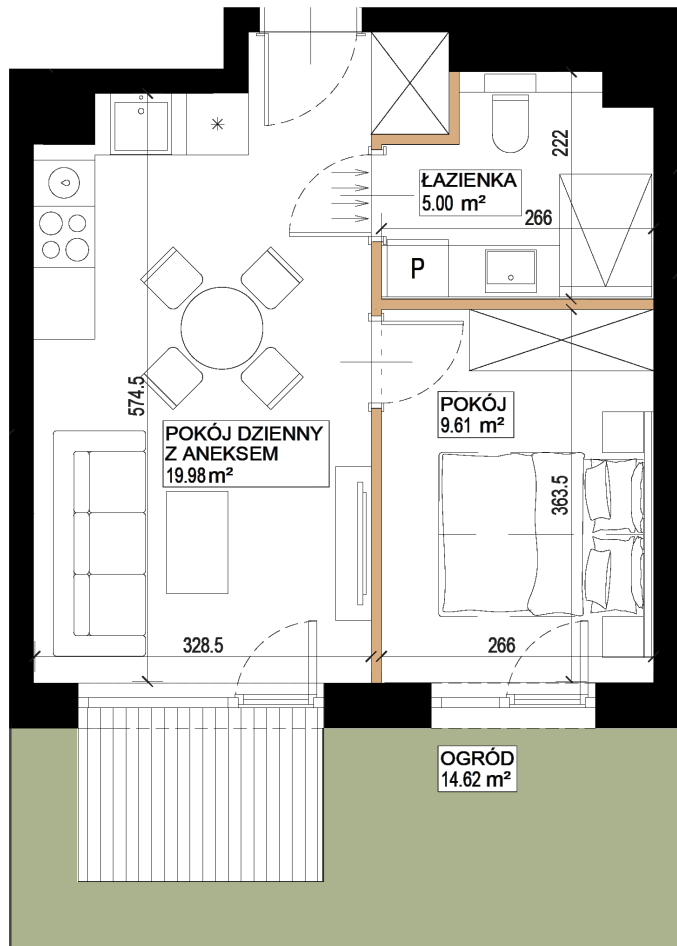 222
ŁAZIENKA
5.00 m²
266
P
574.5
POKÓJ
9.61 m²
POKÓJ DZIENNY
Z ANEKSEM
19.98 m²
363.5
328.5
266
OGRÓD
14.62 m²